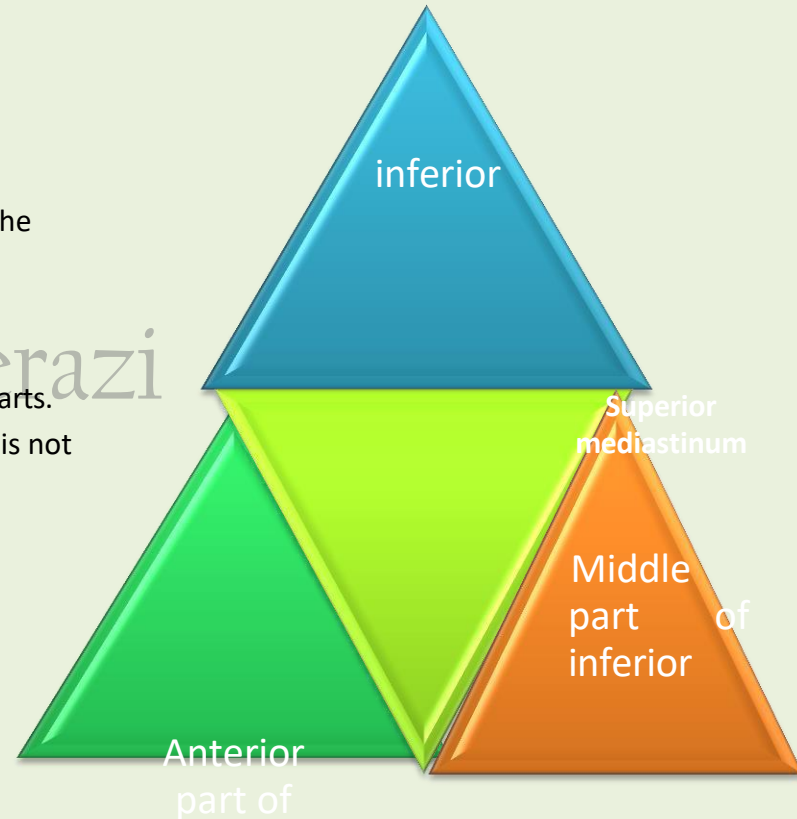 inferior
he
erazi
arts.
is not
Superior
mediastinum
Middle
part of
inferior
Anterior
part of